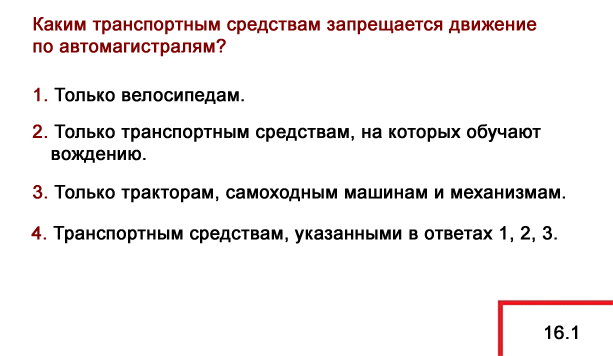 Каким транспортным средствам запрещается движение
по автомагистралям?
1. Только велосипедам.
2. Только транспортным средствам, на которых обучают
вождению.
3. Только тракторам, самоходным машинам и механизмам.
4. Транспортным средствам, указанными в ответах 1, 2, 3.
16.1